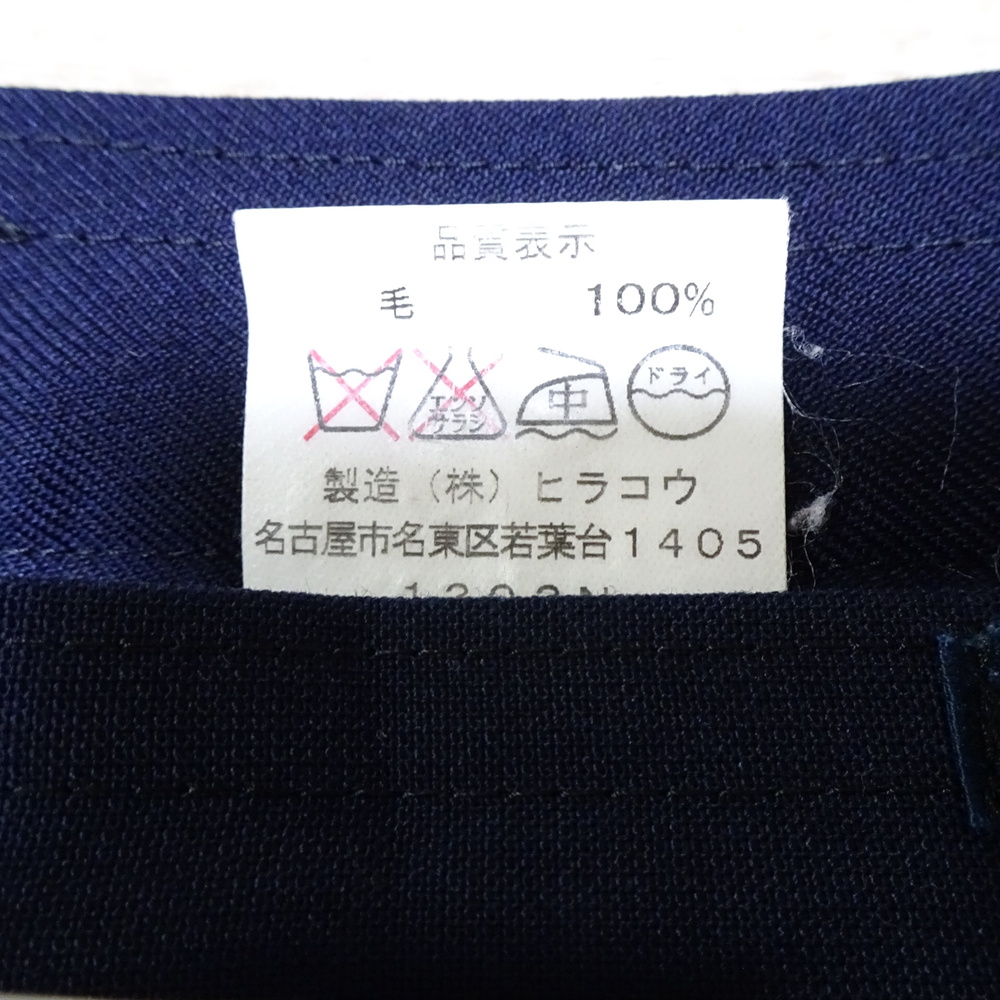 品質表示
毛 100%
エンソ サラシ 中 ドライ
製造（株）ヒラコウ
名古屋市名東区若葉台1405